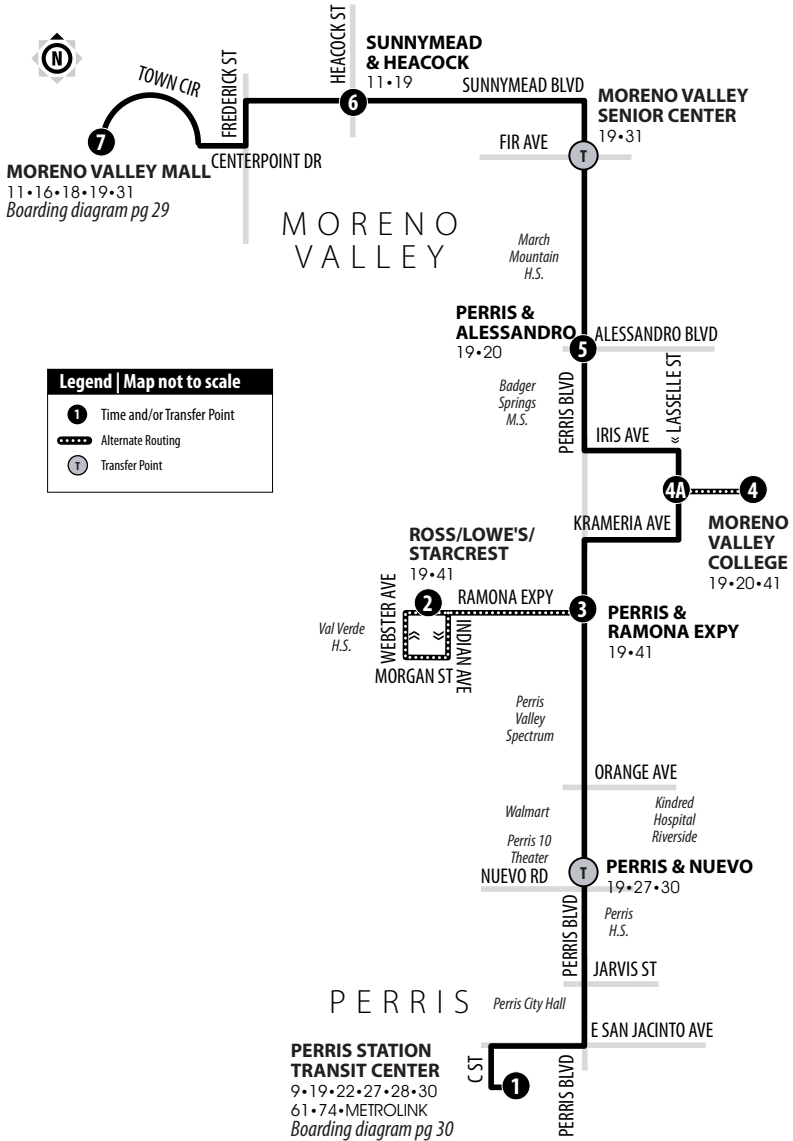 N
TOWN CIR
FREDERICK ST
HEACOCK ST
SUNNYMEAD
& HEACOCK
11•19
6
SUNNYMEAD BLVD
MORENO VALLEY
SENIOR CENTER
19•31
FIR AVE
T
7
CENTERPOINT DR
MORENO VALLEY MALL
11•16•18•19•31
Boarding diagram pg 29
MORENO
VALLEY
March
Mountain
H.S.
PERRIS &
ALESSANDRO
19•20
5
ALESSANDRO BLVD
Legend | Map not to scale
1 Time and/or Transfer Point
Alternate Routing
T Transfer Point
Badger
Springs
M.S.
PERRIS BLVD
« LASSELLE ST
IRIS AVE
4A
4
KRAMERIA AVE
MORENO
VALLEY
COLLEGE
19•20•41
ROSS/LOWE'S/
STARCREST
19•41
2
RAMONA EXPY
3
PERRIS &
RAMONA EXPY
19•41
WEBSTER AVE
Val Verde
H.S.
INDIAN AVE
MORGAN ST
Perris
Valley
Spectrum
ORANGE AVE
Walmart
Kindred
Hospital
Riverside
Perris 10
Theater
NUEVO RD
T
PERRIS & NUEVO
19•27•30
PERRIS BLVD
Perris
H.S.
JARVIS ST
PERRIS
Perris City Hall
E SAN JACINTO AVE
PERRIS STATION
TRANSIT CENTER
9•19•22•27•28•30
61•74•METROLINK
Boarding diagram pg 30
C ST
1
PERRIS BLVD